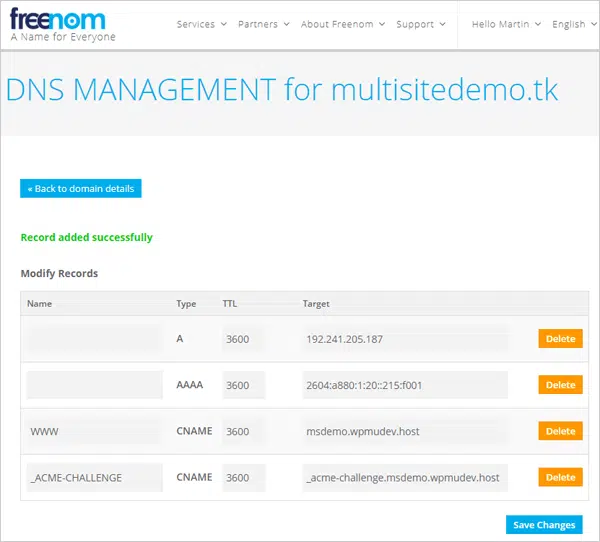 freenom
A Name for Everyone
Services Partners About Freenom Support Hello Martin English
DNS MANAGEMENT for multisitedemo.tk
« Back to domain details
Record added successfully
Modify Records
Name Type TTL Target
A 3600 192.241.205.187 Delete
AAAA 3600 2604:a880:1:20::215:f001 Delete
WWW CNAME 3600 msdemo.wpmudev.host Delete
_ACME-CHALLENGE CNAME 3600 _acme-challenge.msdemo.wpmudev.host Delete
Save Changes